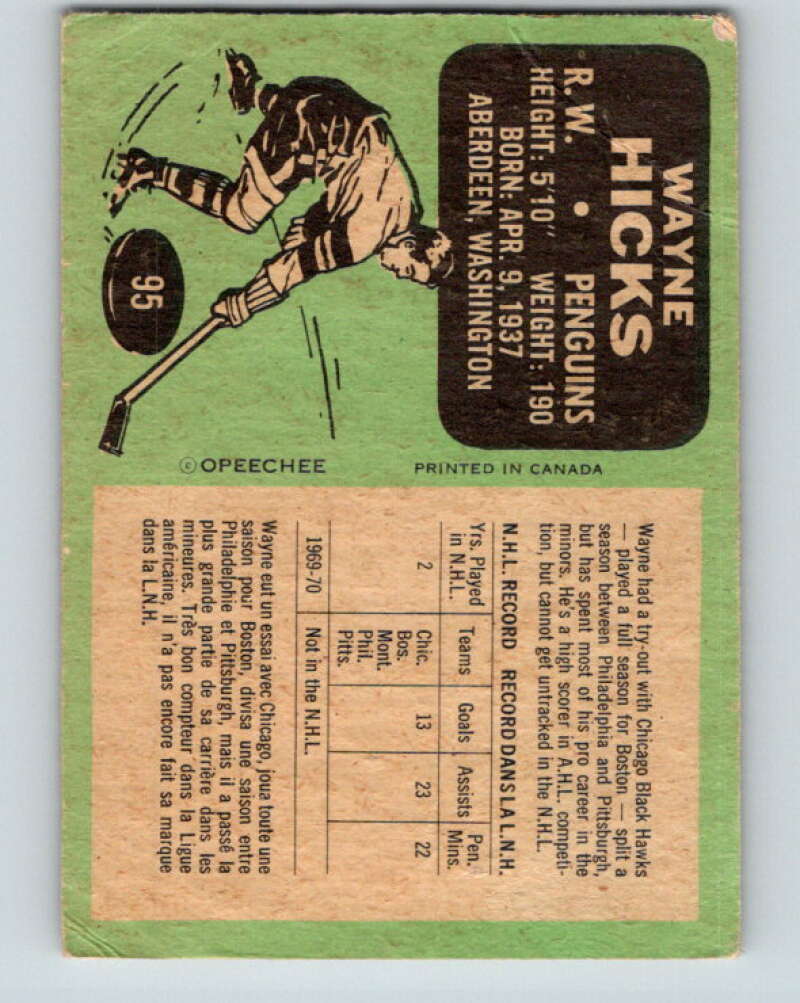 WAYNE
HICKS
R. W. • PENGUINS
HEIGHT: 5'10" WEIGHT: 190
BORN: APR. 9, 1937
ABERDEEN, WASHINGTON
95
© OPEECHEE
PRINTED IN CANADA
Wayne had a try-out with Chicago Black Hawks
— played a full season for Boston — split a
season between Philadelphia and Pittsburgh,
but has spent most of his pro career in the
minors. He's a high scorer in A.H.L. competi-
tion, but cannot get untracked in the N.H.L.
N.H.L. RECORD RECORD DANS LA L.N.H.
Yrs. Played in N.H.L. Teams Goals Assists Pen. Mins.
2 Chic. 13 23 22
Bos.
Mont.
Phil.
Pitts.
1969-70 Not in the N.H.L.
Wayne eut un essai avec Chicago, joua toute une
saison pour Boston, divisa une saison entre
Philadelphie et Pittsburgh, mais il a passé la
plus grande partie de sa carrière dans les
mineures. Très bon compteur dans la Ligue
américaine, il n'a pas encore fait sa marque
dans la L.N.H.